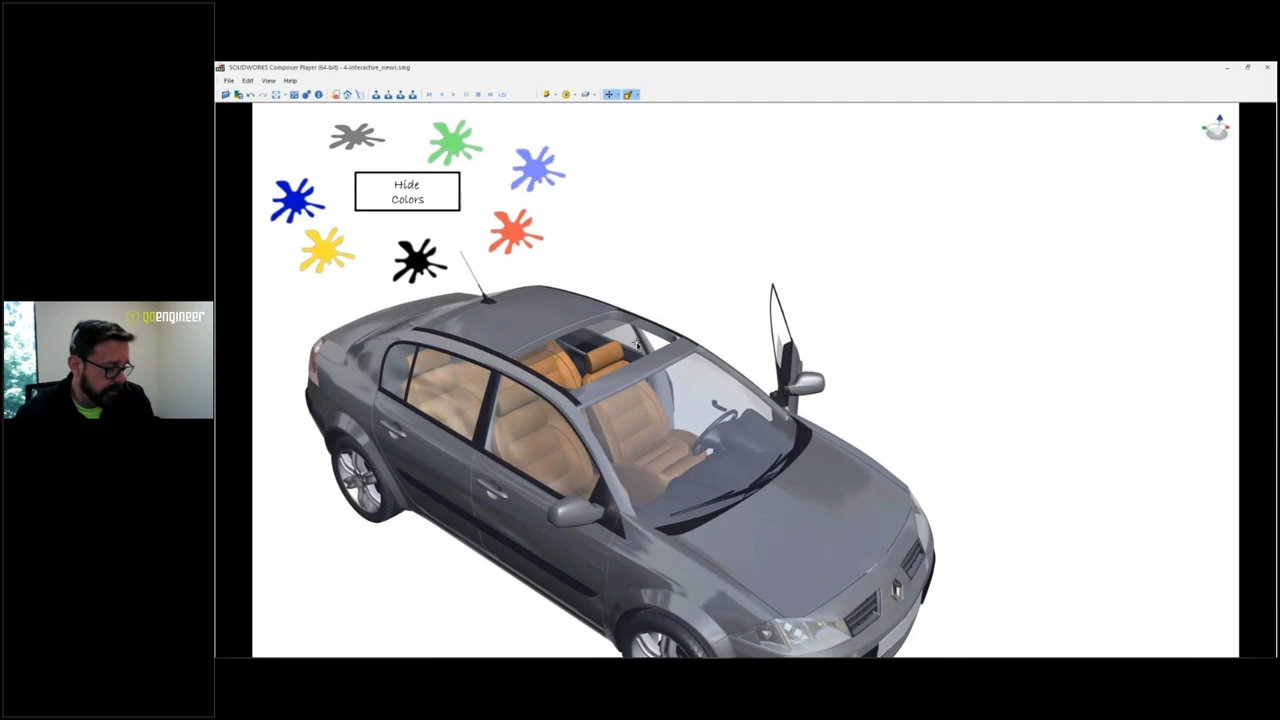 SOLIDWORKS Composer Player (64-bit) - 4-interactive_views.smg
File Edit View Help
Hide
Colors
goengineer